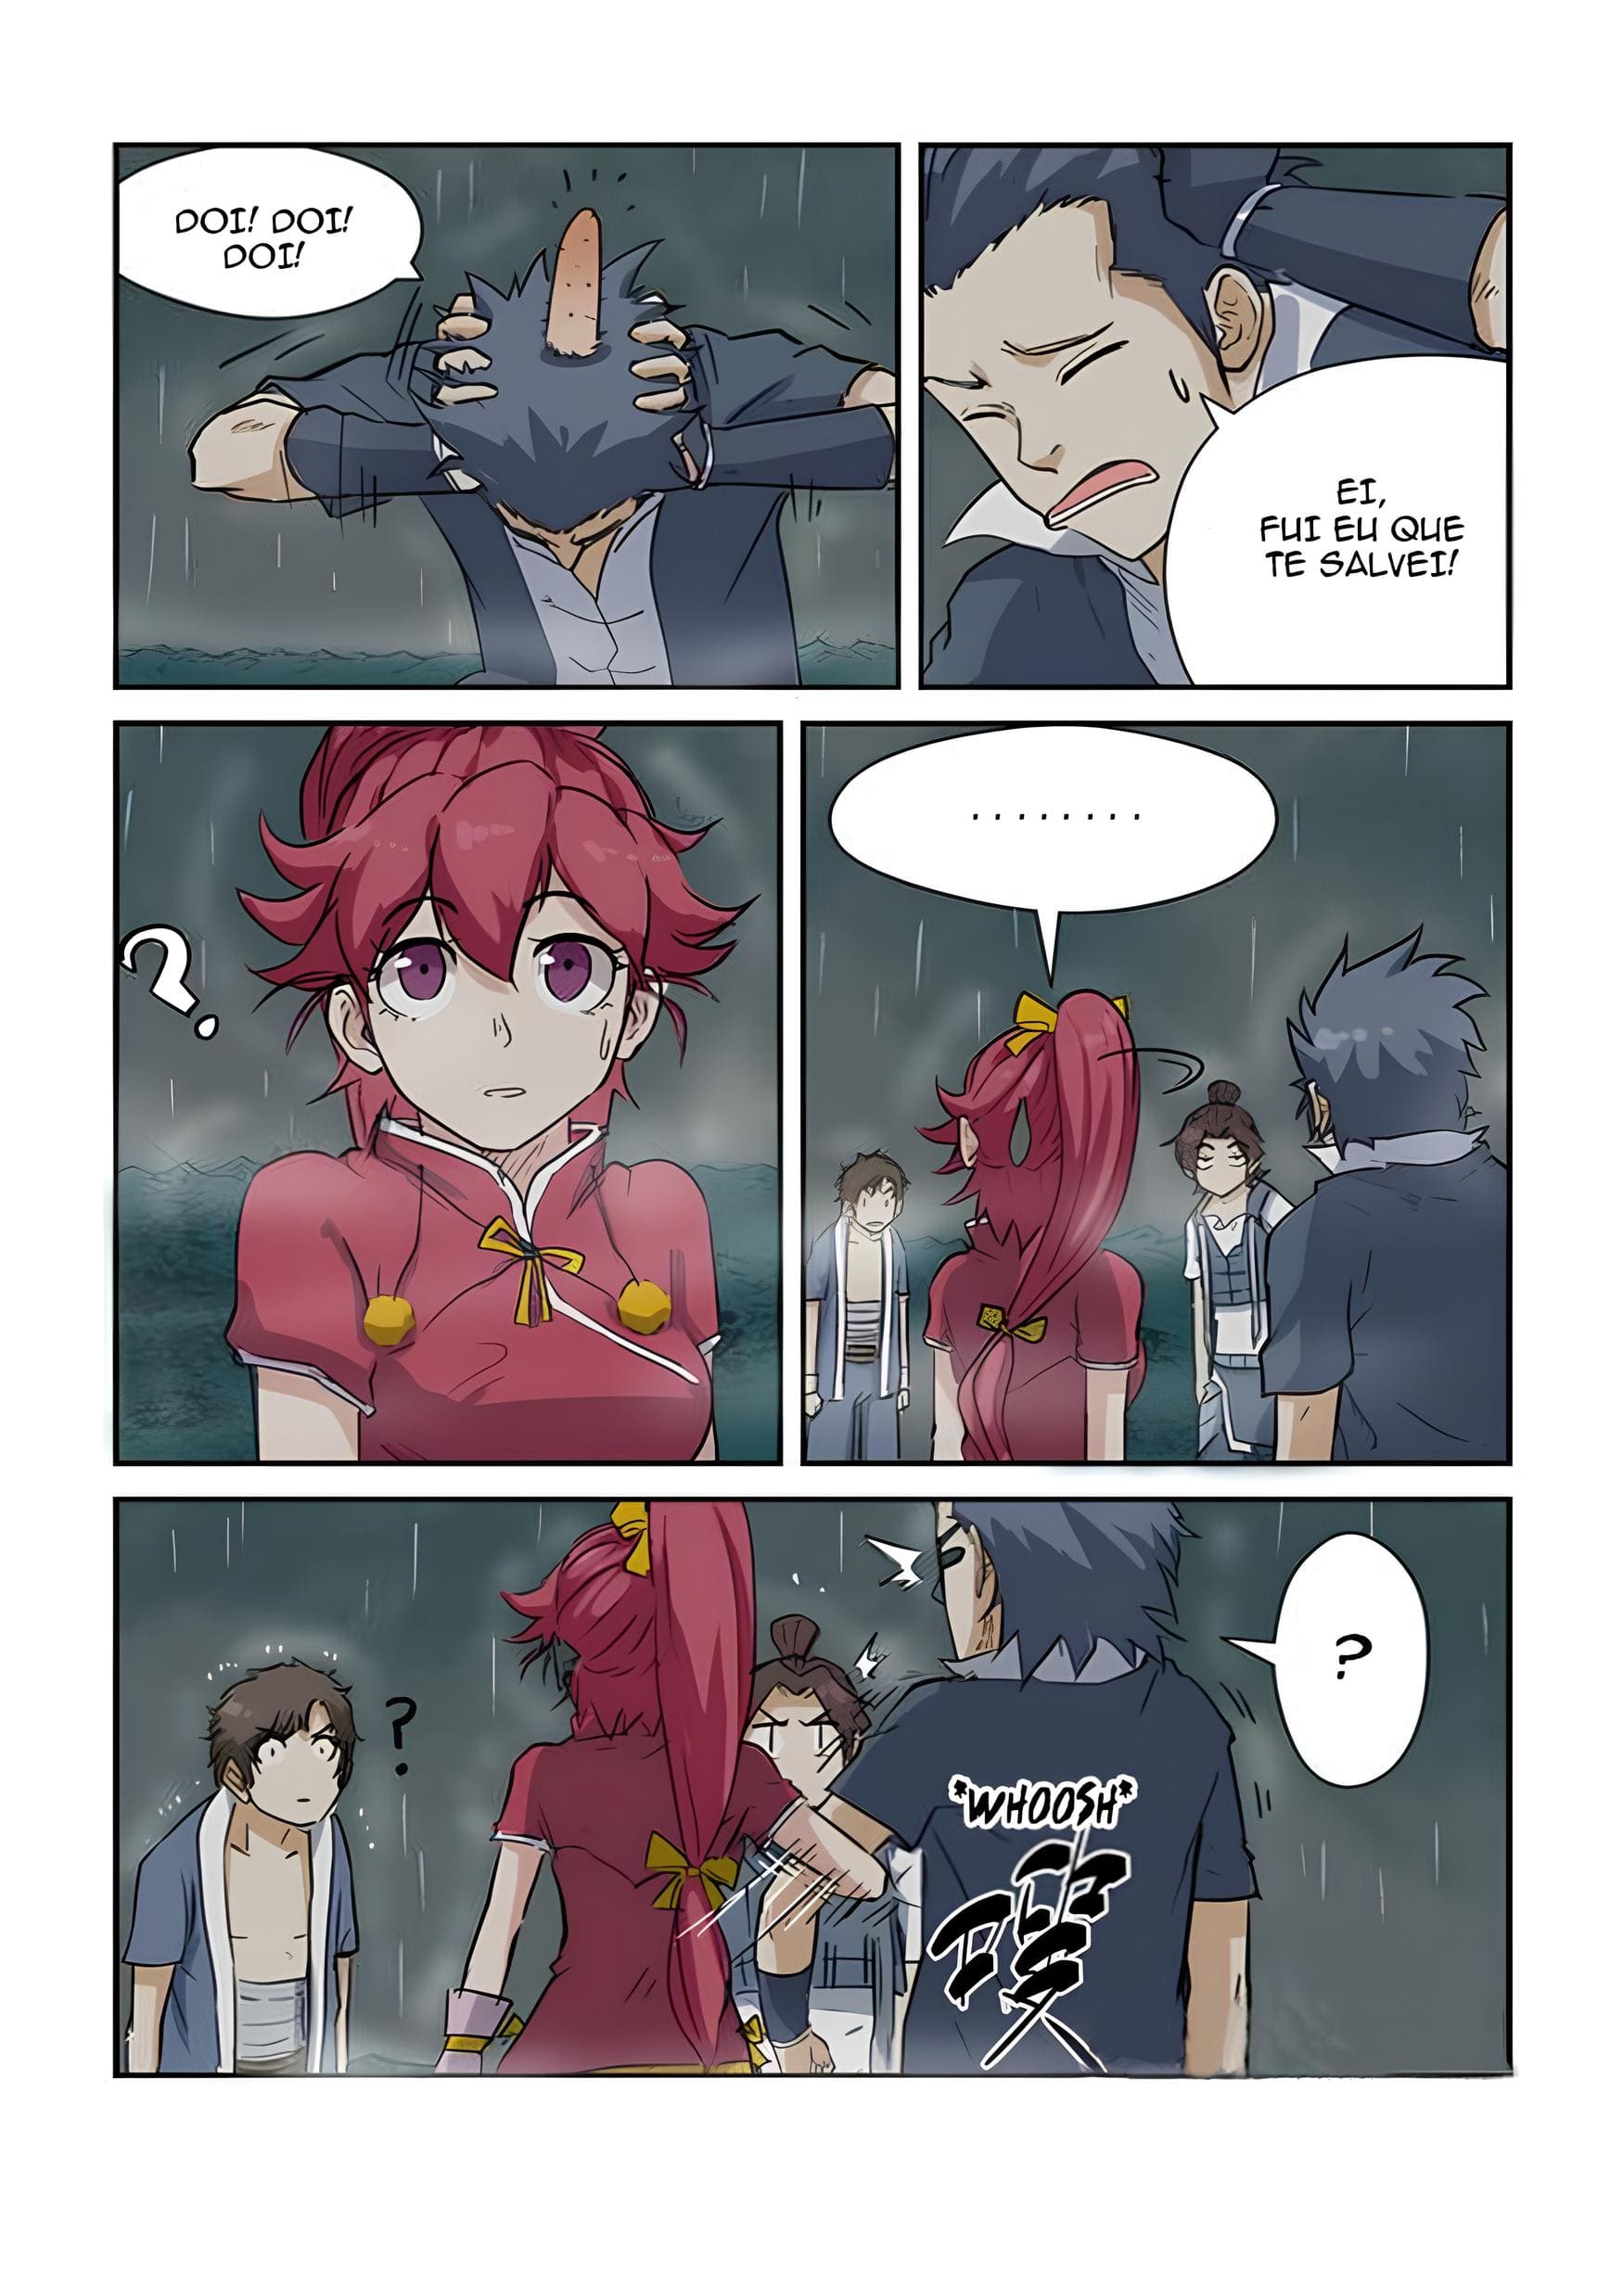 DOI! DOI!
DOI!
EI,
FUI EU QUE
TE SALVEI!
?
........
?
?
*WHOOSH*